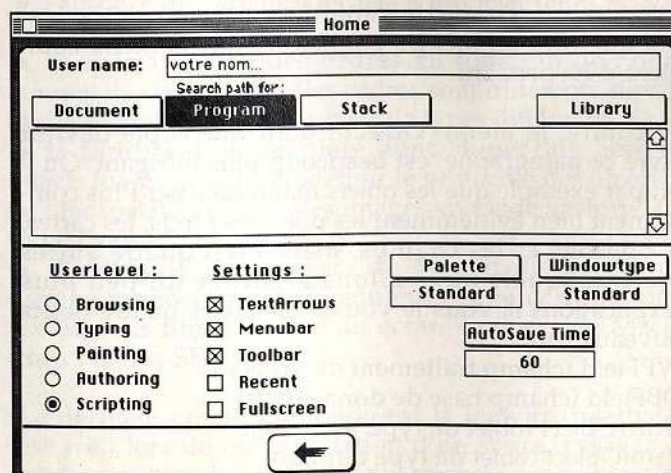 Home
User name: votre nom...
Search path for:
Document Program Stack Library
UserLevel : Settings : Palette Windowtype
Standard Standard
Browsing TextArrows
Typing Menubar
Painting Toolbar
Authoring Recent
Scripting Fullscreen
AutoSave Time
60